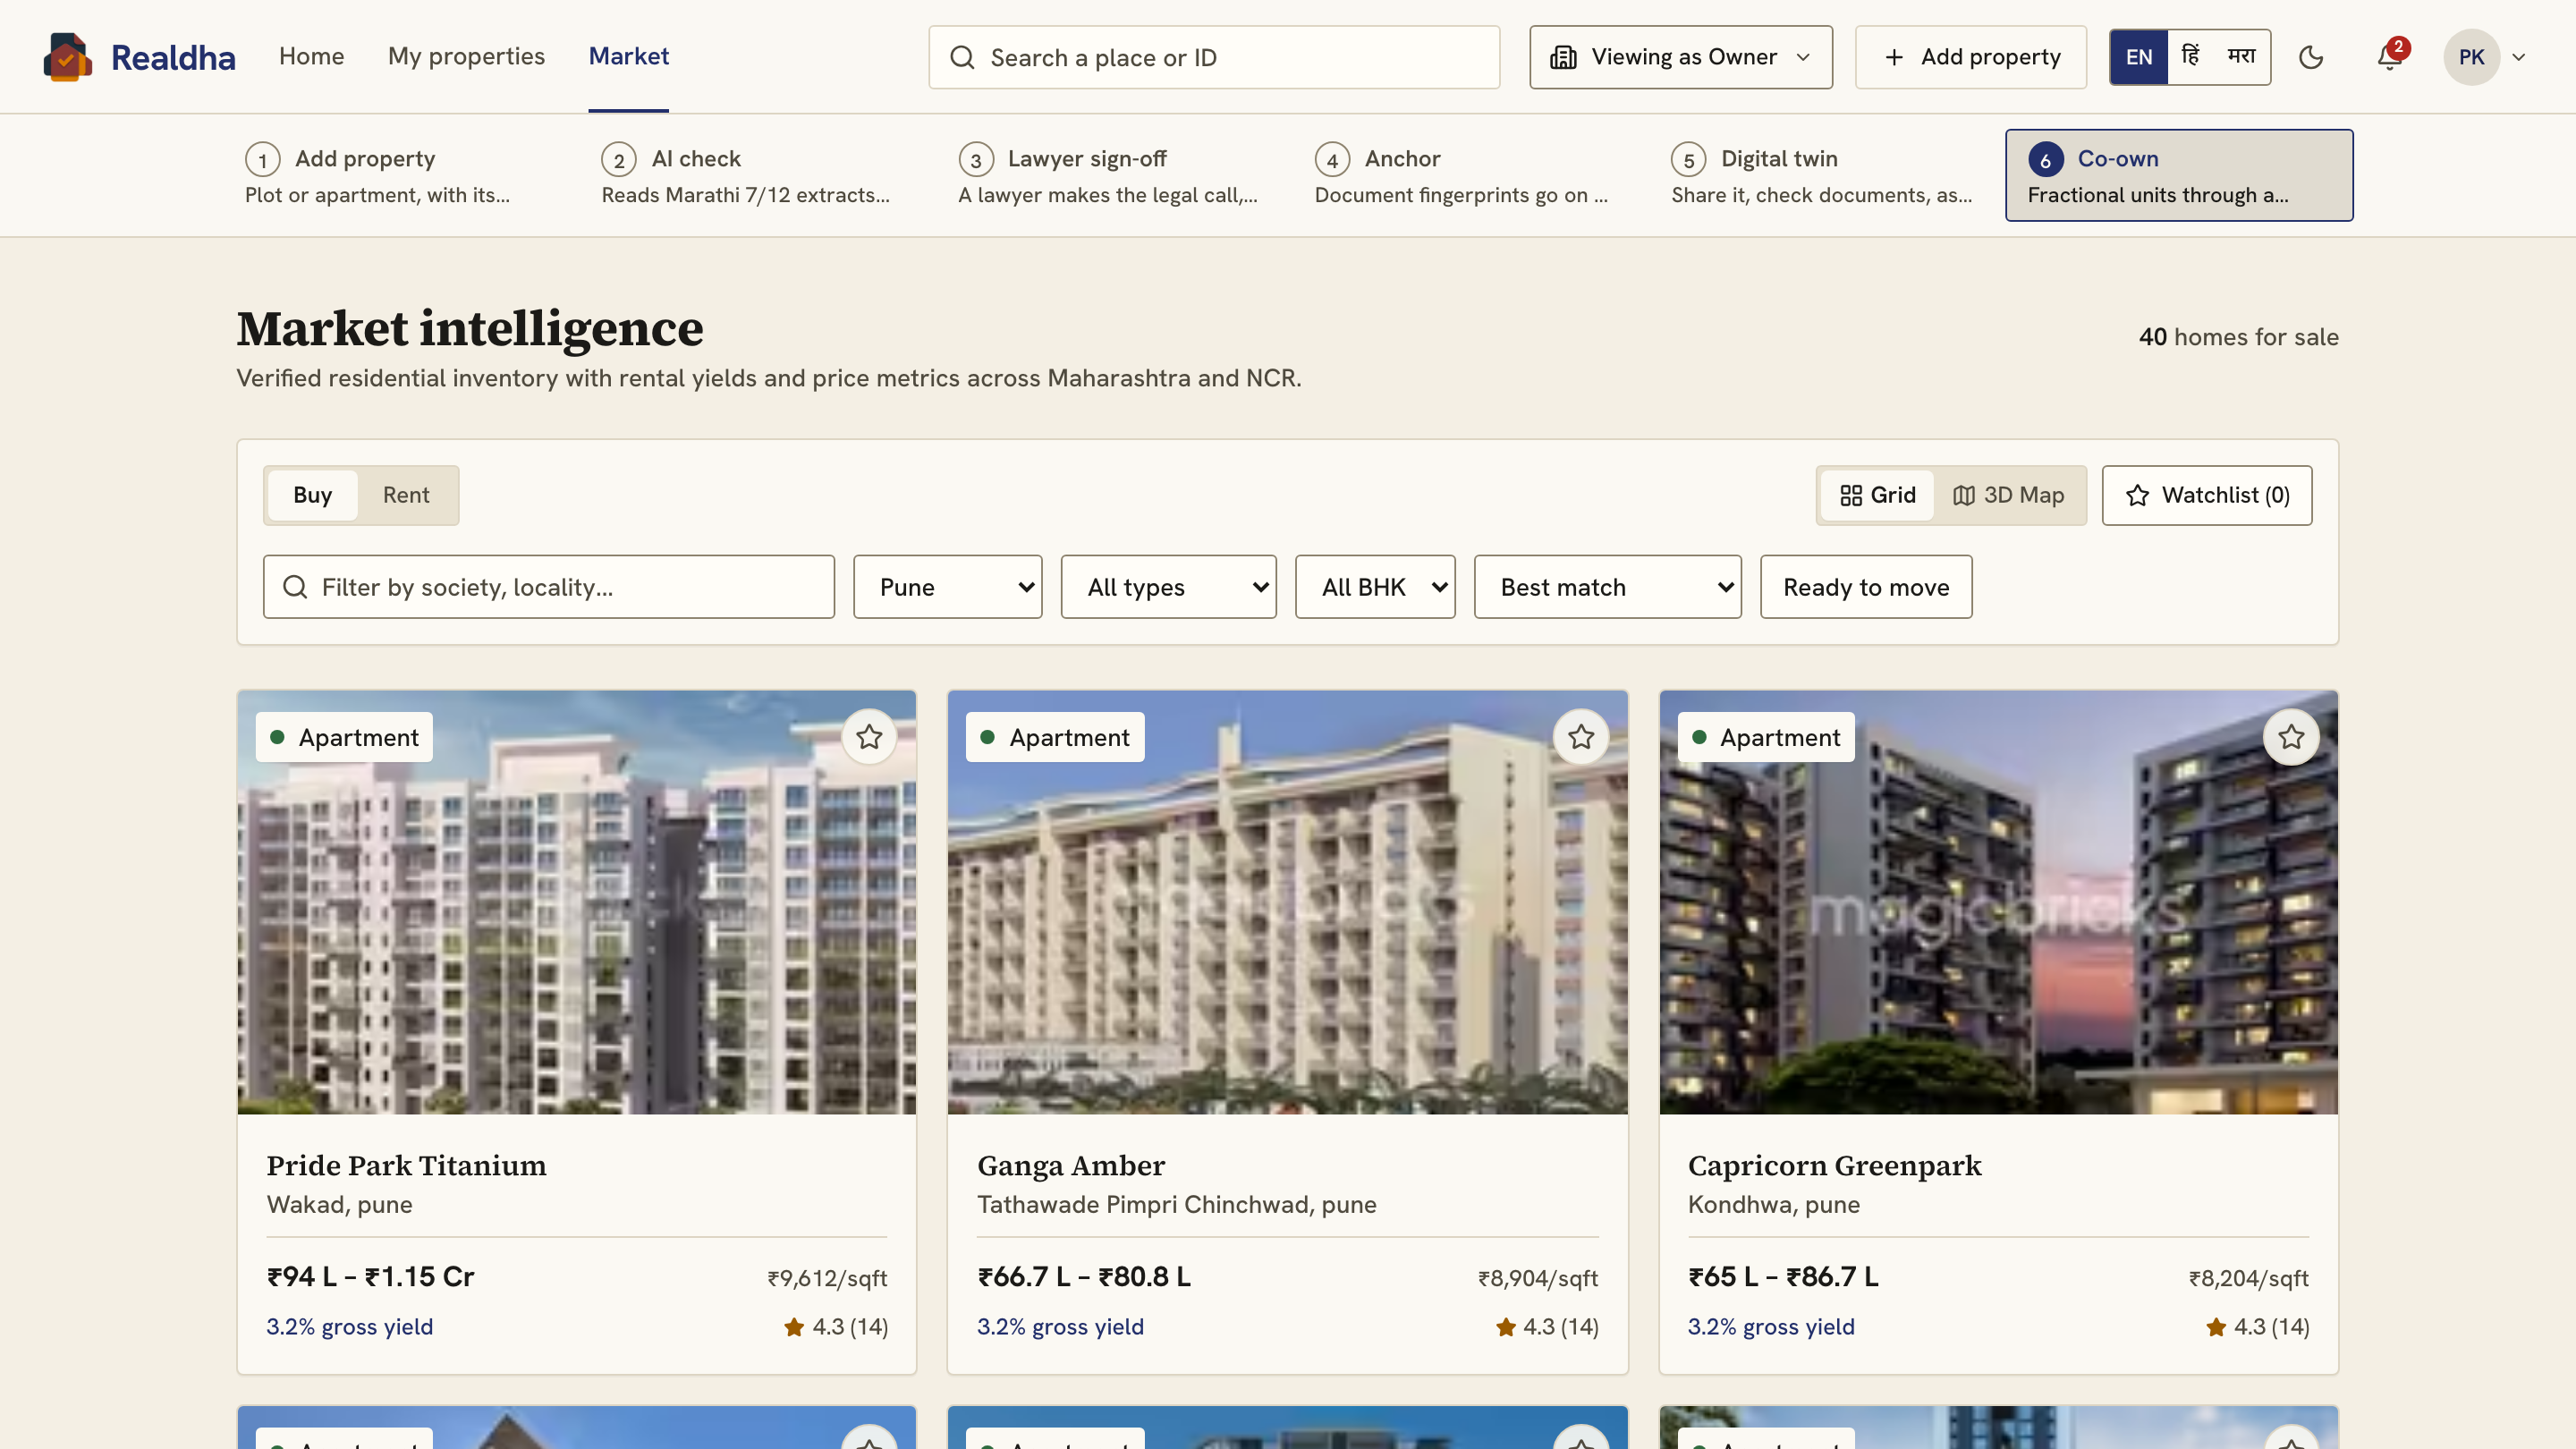 Realdha
Home
My properties
Market
Search a place or ID
Viewing as Owner
Add property
EN
हिं
मरा
2
PK
1 Add property
Plot or apartment, with its...
2 AI check
Reads Marathi 7/12 extracts...
3 Lawyer sign-off
A lawyer makes the legal call,...
4 Anchor
Document fingerprints go on ...
5 Digital twin
Share it, check documents, as...
6 Co-own
Fractional units through a...
Market intelligence
40 homes for sale
Verified residential inventory with rental yields and price metrics across Maharashtra and NCR.
Buy
Rent
Grid
3D Map
Watchlist (0)
Filter by society, locality...
Pune
All types
All BHK
Best match
Ready to move
Apartment
Apartment
Apartment
magicbricks
Pride Park Titanium
Wakad, pune
₹94 L – ₹1.15 Cr
₹9,612/sqft
3.2% gross yield
4.3 (14)
Ganga Amber
Tathawade Pimpri Chinchwad, pune
₹66.7 L – ₹80.8 L
₹8,904/sqft
3.2% gross yield
4.3 (14)
Capricorn Greenpark
Kondhwa, pune
₹65 L – ₹86.7 L
₹8,204/sqft
3.2% gross yield
4.3 (14)